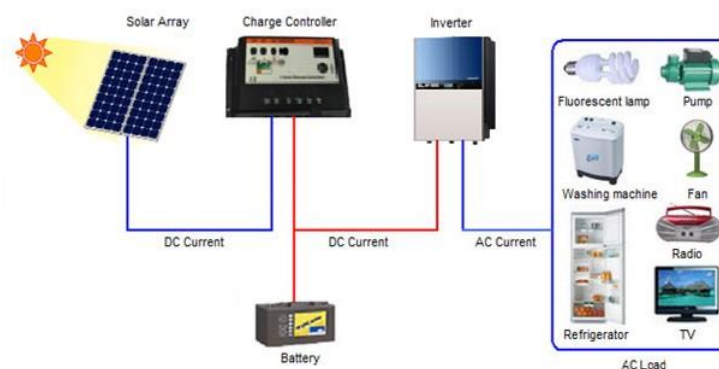 Solar Array
Charge Controller
Inverter
Fluorescent lamp
Pump
Washing machine
Fan
DC Current
DC Current
AC Current
Radio
Refrigerator
TV
Battery
AC Load